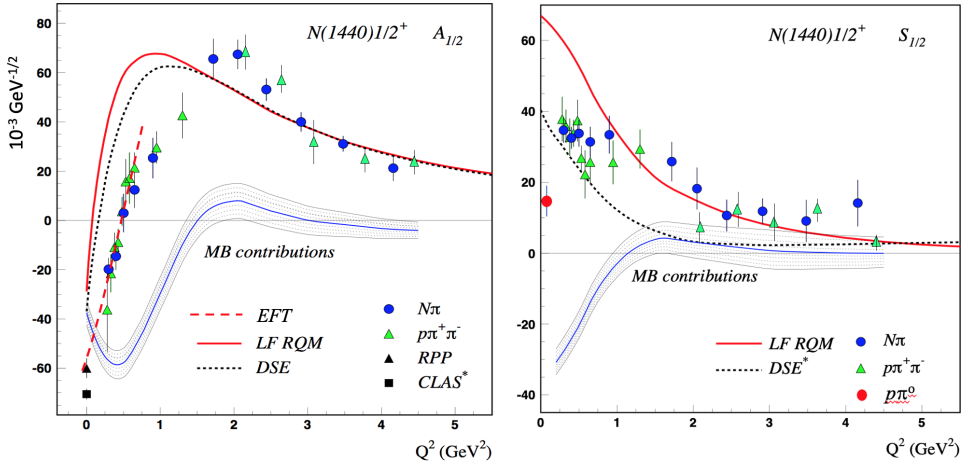 N(1440)1/2⁺ A₁/₂
10⁻³ GeV⁻¹/²
80
60
40
20
0
-20
-40
-60
MB contributions
EFT
LF RQM
DSE
Nπ
pπ⁺π⁻
RPP
CLAS*
0 1 2 3 4 5
Q² (GeV²)
N(1440)1/2⁺ S₁/₂
60
40
20
0
-20
-40
MB contributions
LF RQM
DSE*
Nπ
pπ⁺π⁻
pπ⁰
0 1 2 3 4 5
Q² (GeV²)